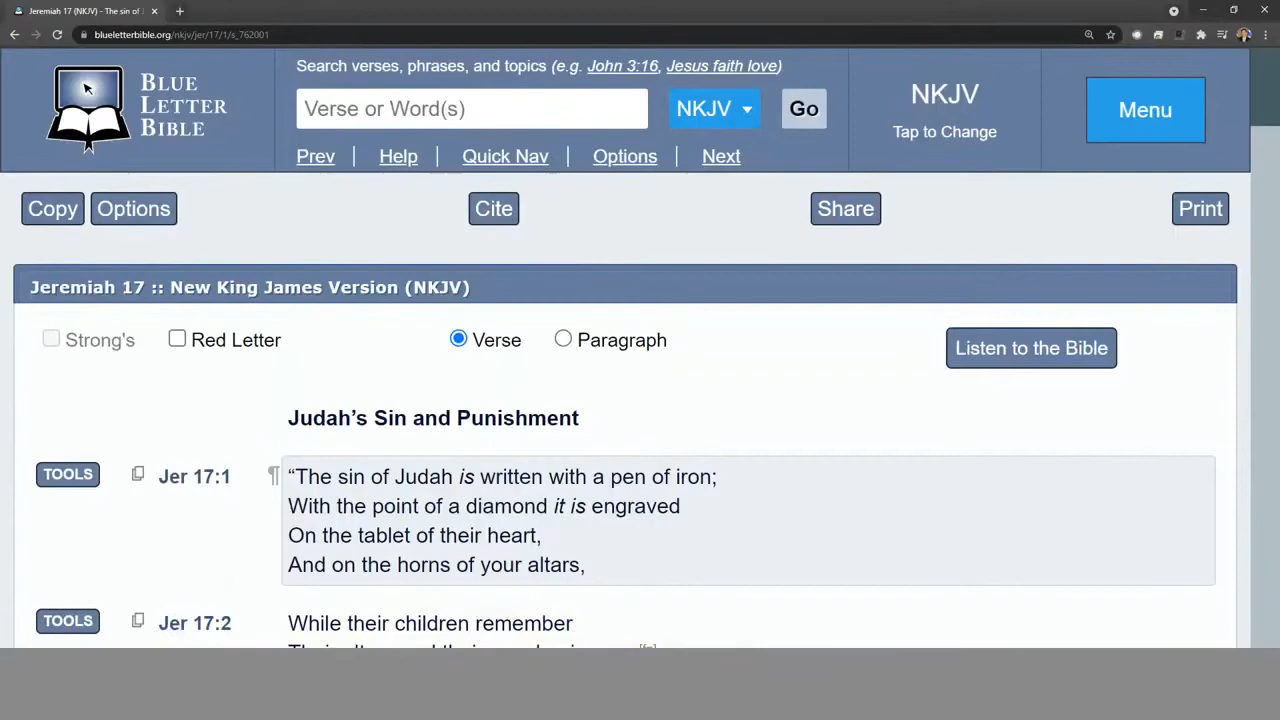 Jeremiah 17 (NKJV) - The sin of J
blueletterbible.org/nkjv/jer/17/1/s_762001
BLUE
LETTER
BIBLE
Search verses, phrases, and topics (e.g. John 3:16, Jesus faith love)
Verse or Word(s)
NKJV
Go
Prev | Help | Quick Nav | Options | Next
NKJV
Tap to Change
Menu
Copy Options Cite Share Print
Jeremiah 17 :: New King James Version (NKJV)
Strong's Red Letter Verse Paragraph Listen to the Bible
Judah’s Sin and Punishment
TOOLS Jer 17:1 ¶ “The sin of Judah is written with a pen of iron;
With the point of a diamond it is engraved
On the tablet of their heart,
And on the horns of your altars,
TOOLS Jer 17:2 While their children remember